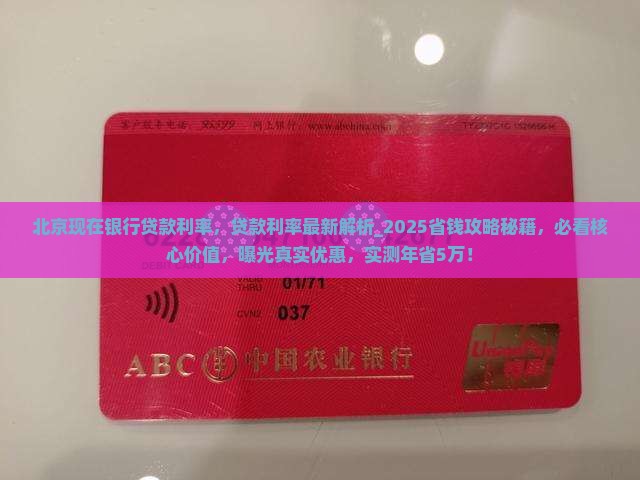 客户服务电话：95599 网上银行：www.abchina.com
北京现在银行贷款利率，贷款利率最新解析_2025省钱攻略秘籍，必看核
心价值，曝光真实优惠，实测年省5万！
DEBIT CARD
VALID
THRU 01/71
CVN2 037
ABC 中国农业银行
UnionPay
银联